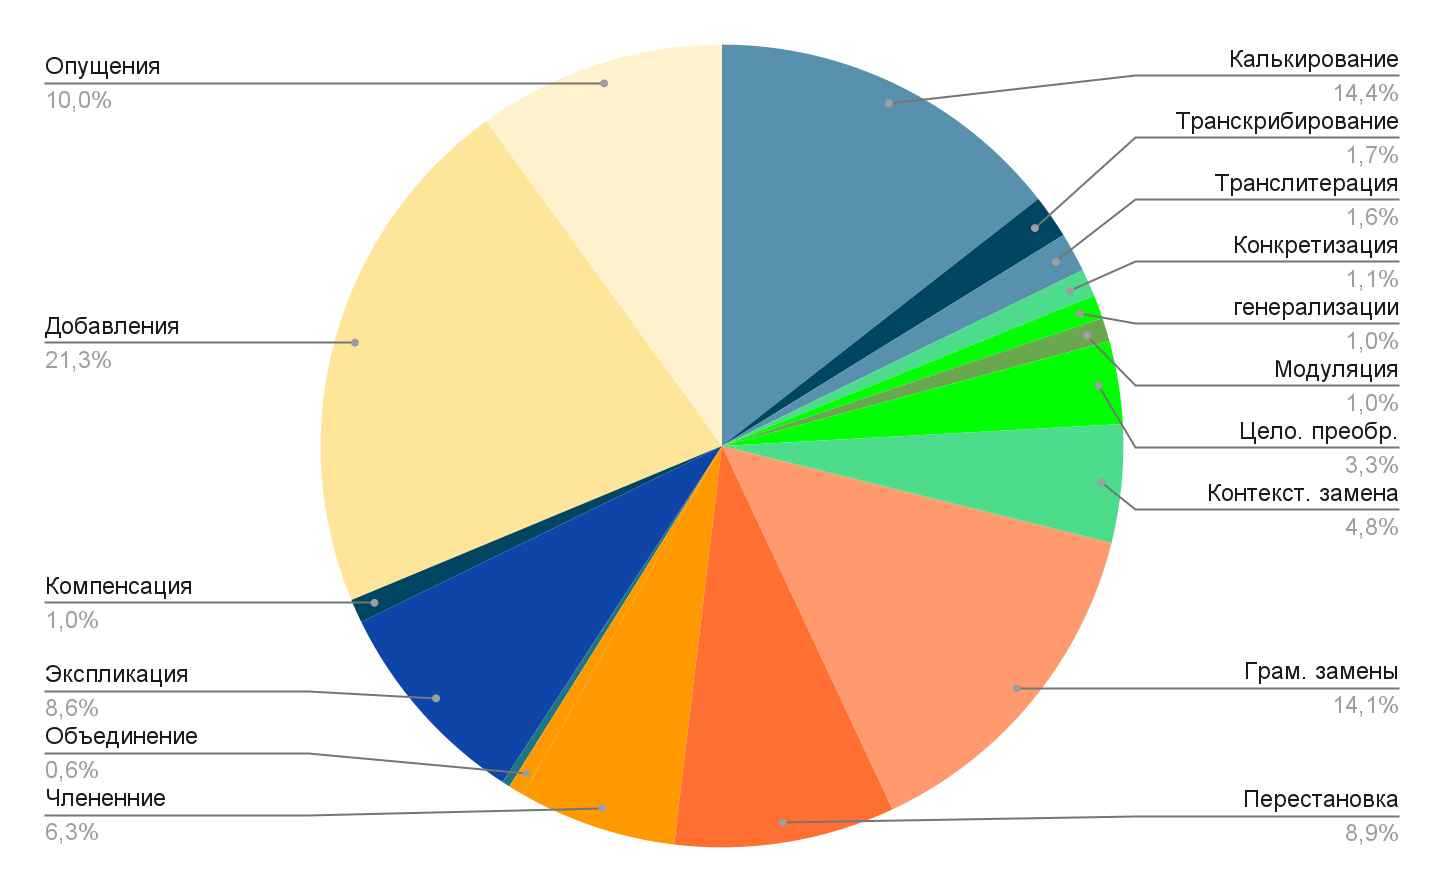 Опущения
10,0%
Добавления
21,3%
Компенсация
1,0%
Экспликация
8,6%
Объединение
0,6%
Члененние
6,3%
Калькирование
14,4%
Транскрибирование
1,7%
Транслитерация
1,6%
Конкретизация
1,1%
генерализации
1,0%
Модуляция
1,0%
Цело. преобр.
3,3%
Контекст. замена
4,8%
Грам. замены
14,1%
Перестановка
8,9%